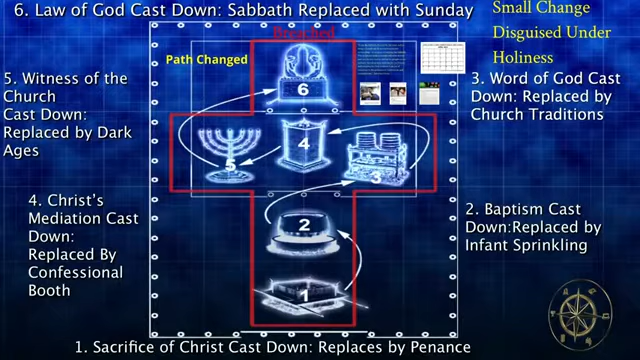 6. Law of God Cast Down: Sabbath Replaced with Sunday
Small Change
Disguised Under
Holiness
Breached
Path Changed
5. Witness of the
Church
Cast Down:
Replaced by Dark
Ages
3. Word of God Cast
Down: Replaced by
Church Traditions
6
5
4
3
4. Christ's
Mediation Cast
Down:
Replaced By
Confessional
Booth
2. Baptism Cast
Down:Replaced by
Infant Sprinkling
2
1
1. Sacrifice of Christ Cast Down: Replaces by Penance